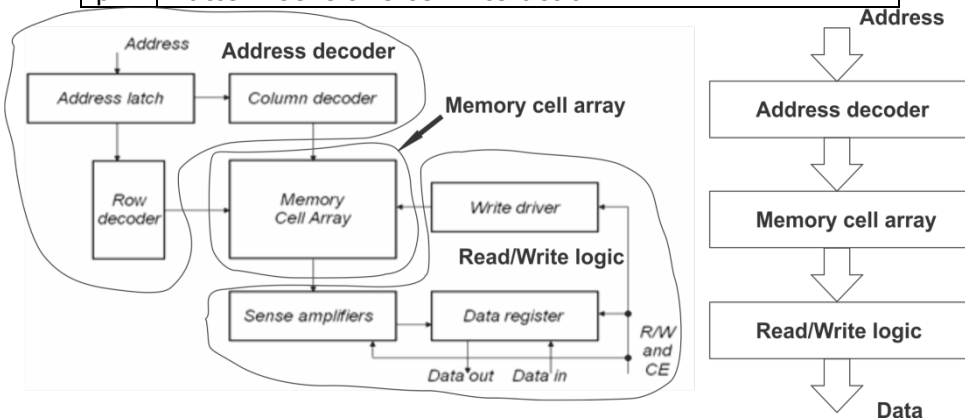 Address
Address decoder
Address latch
Column decoder
Memory cell array
Row
decoder
Memory
Cell Array
Write driver
Read/Write logic
Sense amplifiers
Data register
R/W
and
CE
Data out
Data in
Address
Address decoder
Memory cell array
Read/Write logic
Data